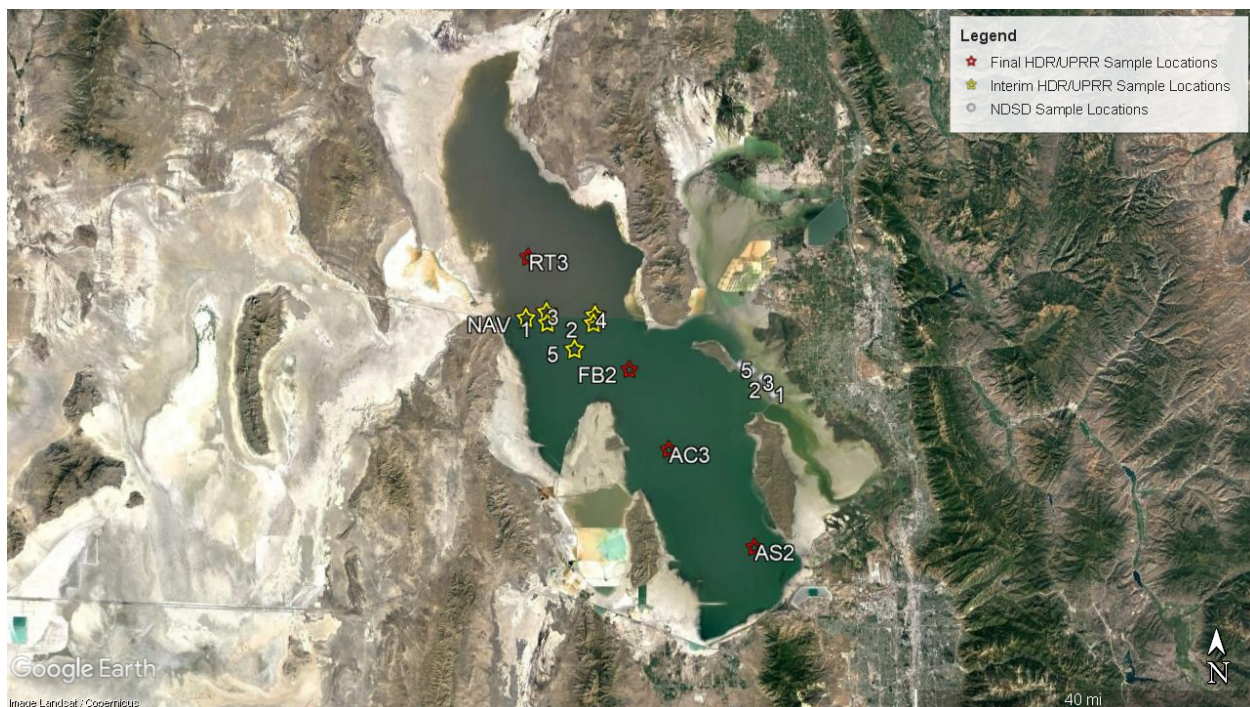 Legend
Final HDR/UPRR Sample Locations
Interim HDR/UPRR Sample Locations
NDSD Sample Locations
RT3
NAV
1
3
2
4
5
FB2
5
3
2
1
AC3
AS2
Google Earth
Image Landsat / Copernicus
40 mi
N